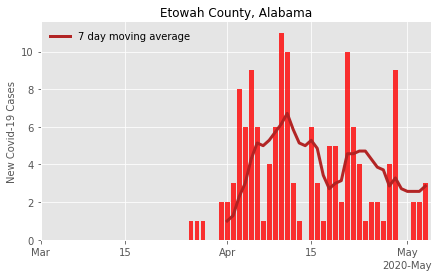 Etowah County, Alabama
7 day moving average
New Covid-19 Cases
10
8
6
4
2
0
Mar 15 Apr 15 May
2020-May